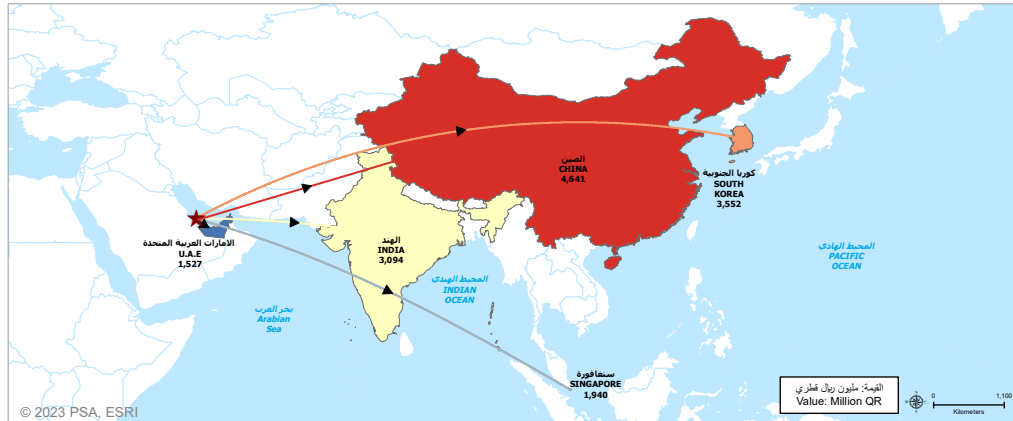 الصين
CHINA
4,641
كوريا الجنوبية
SOUTH
KOREA
3,552
الامارات العربية المتحدة
U.A.E
1,527
الهند
INDIA
3,094
المحيط الهادي
PACIFIC
OCEAN
المحيط الهندي
INDIAN
OCEAN
بحر العرب
Arabian
Sea
سنغافورة
SINGAPORE
1,940
القيمة: مليون ريال قطري
Value: Million QR
0 1,100
Kilometers
© 2023 PSA, ESRI